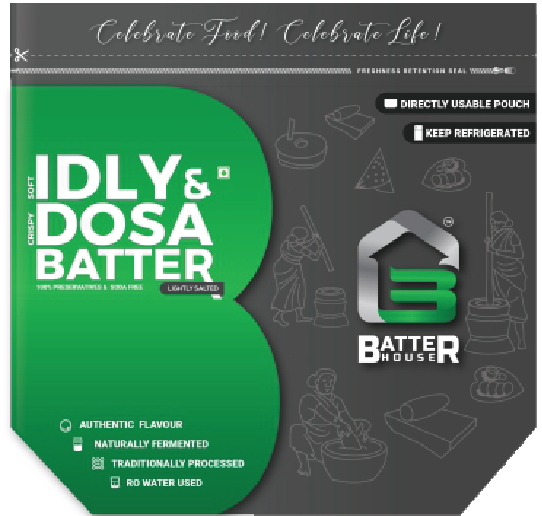 Celebrate Food! Celebrate Life!
FRESHNESS RETENTION SEAL
DIRECTLY USABLE POUCH
KEEP REFRIGERATED
CRISPY SOFT
IDLY &
DOSA
BATTER
100% PRESERVATIVES & SODA FREE
LIGHTLY SALTED
TM
BATTER
HOUSE
AUTHENTIC FLAVOUR
NATURALLY FERMENTED
TRADITIONALLY PROCESSED
RO WATER USED